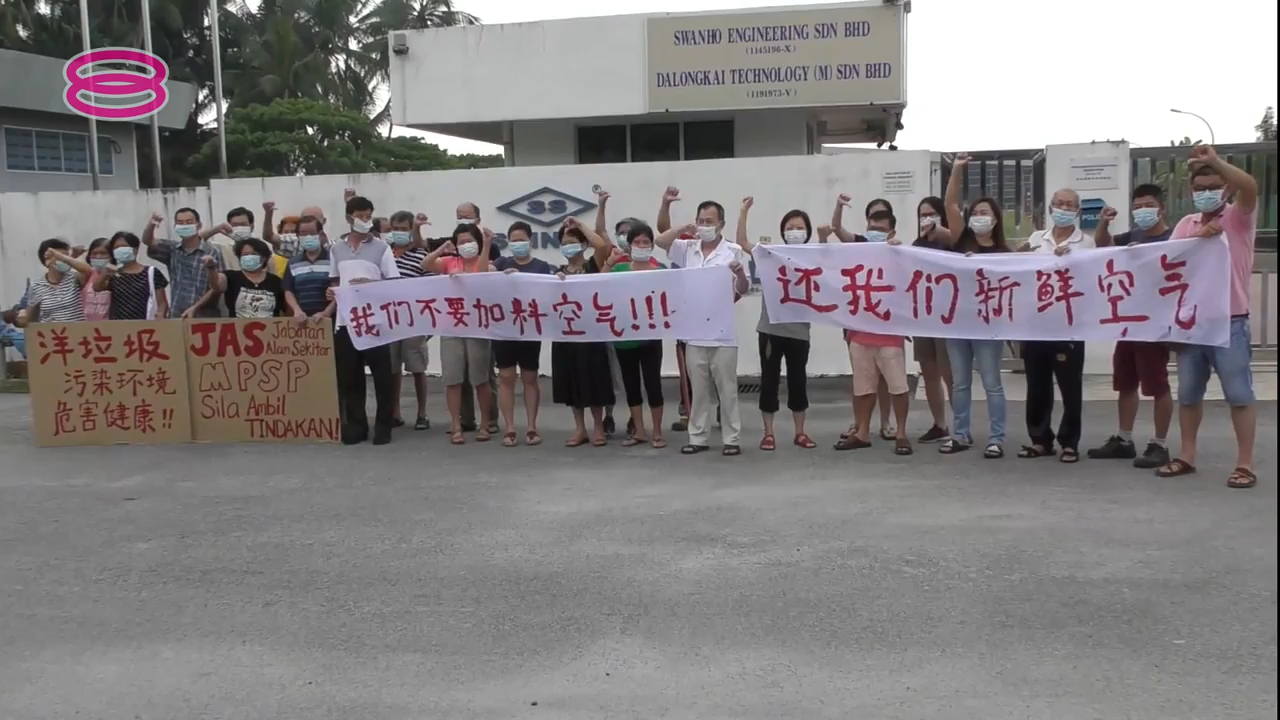 SWANHO ENGINEERING SDN BHD
(1145196-X)
DALONGKAI TECHNOLOGY (M) SDN BHD
(1191973-V)
SS
®
我们不要加料空气!!!
还我们新鲜空气
洋垃圾
污染环境
危害健康!!
JAS Jabatan
Alan Sekitar
MPSP
Sila Ambil
TINDAKAN!